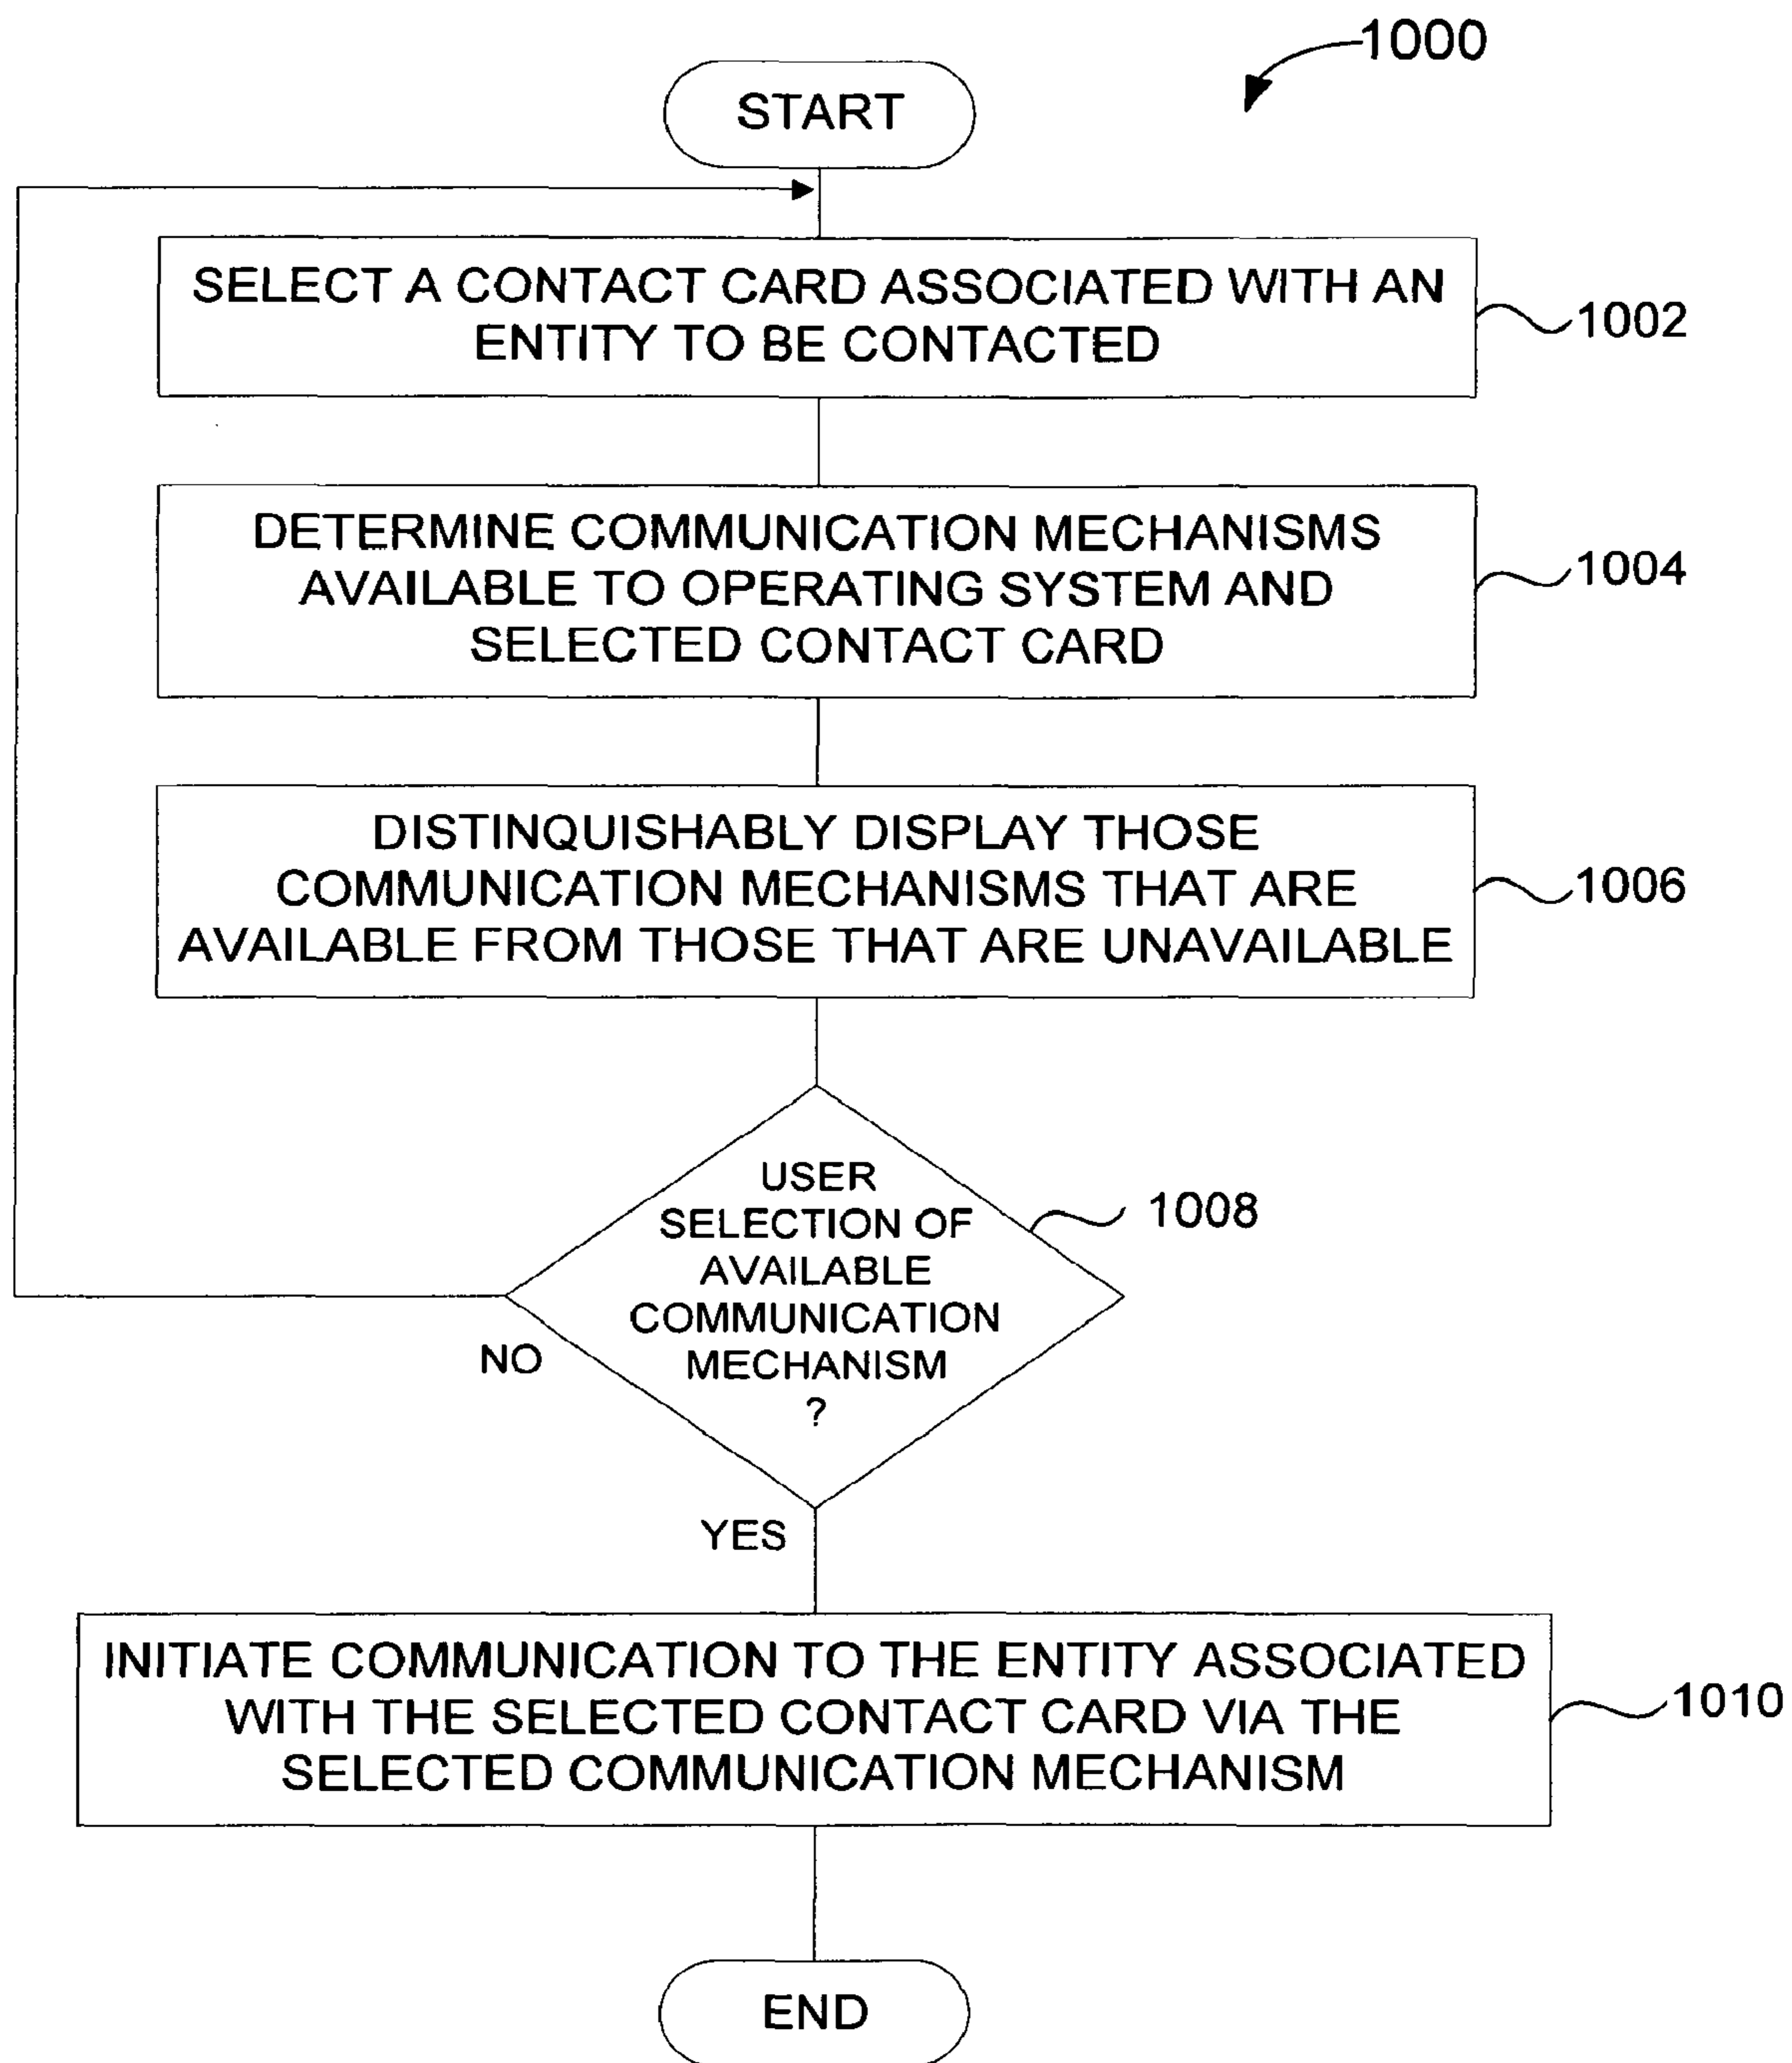 1000
START
SELECT A CONTACT CARD ASSOCIATED WITH AN
ENTITY TO BE CONTACTED
1002
DETERMINE COMMUNICATION MECHANISMS
AVAILABLE TO OPERATING SYSTEM AND
SELECTED CONTACT CARD
1004
DISTINQUISHABLY DISPLAY THOSE
COMMUNICATION MECHANISMS THAT ARE
AVAILABLE FROM THOSE THAT ARE UNAVAILABLE
1006
USER
SELECTION OF
AVAILABLE
COMMUNICATION
MECHANISM
?
1008
NO
YES
INITIATE COMMUNICATION TO THE ENTITY ASSOCIATED
WITH THE SELECTED CONTACT CARD VIA THE
SELECTED COMMUNICATION MECHANISM
1010
END